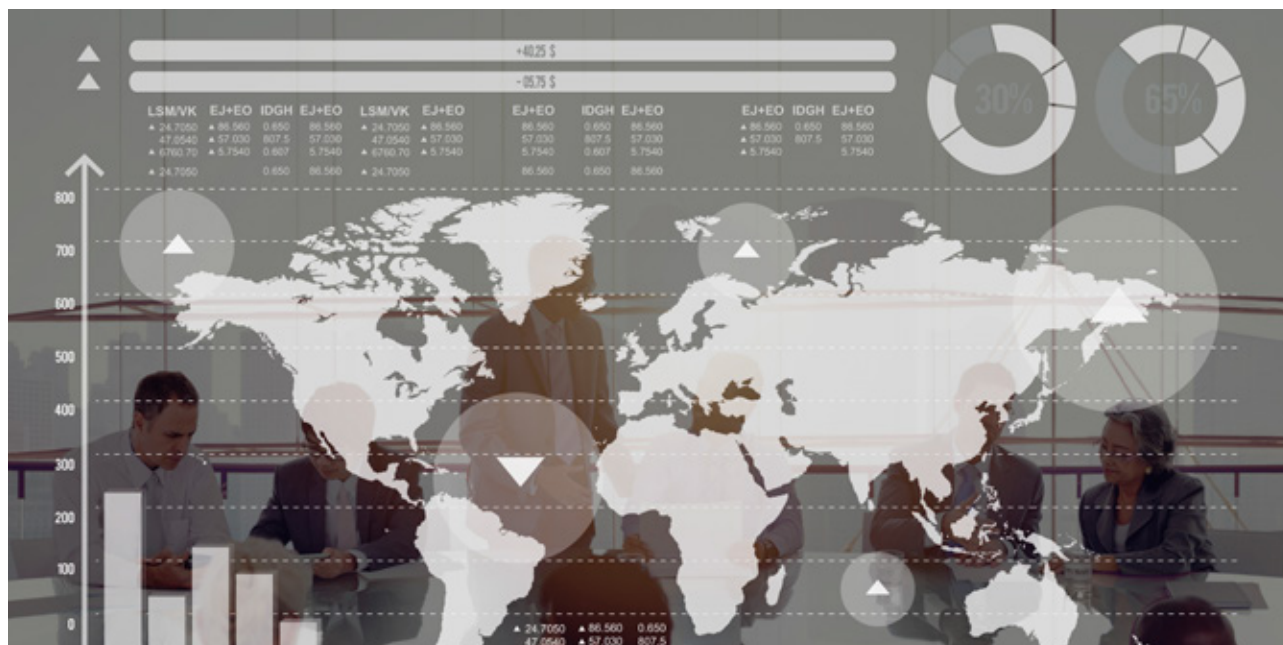 +40.25 $
- 05.75 $
30%
65%
LSM/VK EJ+EO IDGH EJ+EO LSM/VK EJ+EO EJ+EO IDGH EJ+EO EJ+EO IDGH EJ+EO
▲ 24.7050 ▲ 86.560 0.650 86.560 ▲ 24.7050 ▲ 86.560 86.560 0.650 86.560 ▲ 86.560 0.650 86.560
47.0540 ▲ 57.030 807.5 57.030 47.0540 ▲ 57.030 57.030 807.5 57.030 ▲ 57.030 807.5 57.030
▲ 6760.70 ▲ 5.7540 0.607 5.7540 ▲ 6760.70 ▲ 5.7540 5.7540 0.607 5.7540 ▲ 5.7540 5.7540
▲ 24.7050 0.650 86.560 ▲ 24.7050 86.560 0.650 86.560
800
700
600
500
400
300
200
100
0
▲ 24.7050 ▲ 86.560 0.650
47.0540 ▲ 57.030 807.5